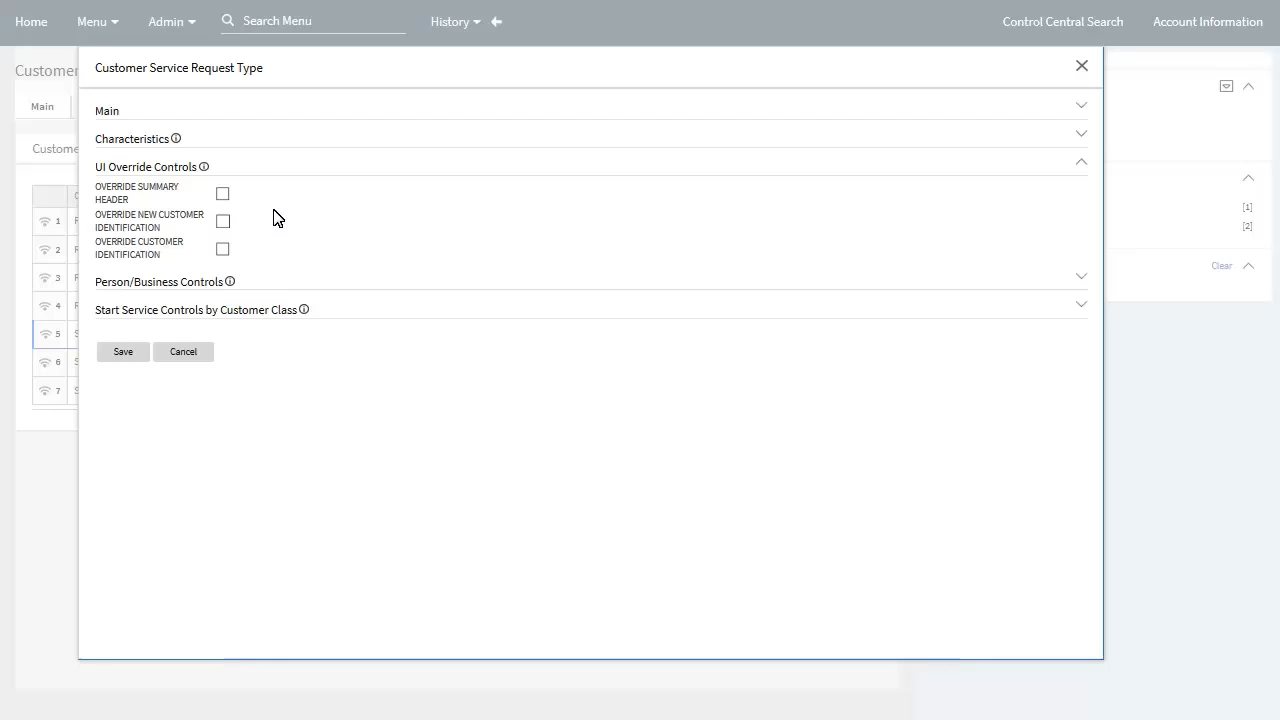 Home
Menu
Admin
Search Menu
History
Control Central Search
Account Information
Customer
Main
Custome
Customer Service Request Type
Main
Characteristics
UI Override Controls
OVERRIDE SUMMARY
HEADER
OVERRIDE NEW CUSTOMER
IDENTIFICATION
OVERRIDE CUSTOMER
IDENTIFICATION
Person/Business Controls
Start Service Controls by Customer Class
Save
Cancel
1
2
3
4
5
6
7
[1]
[2]
Clear